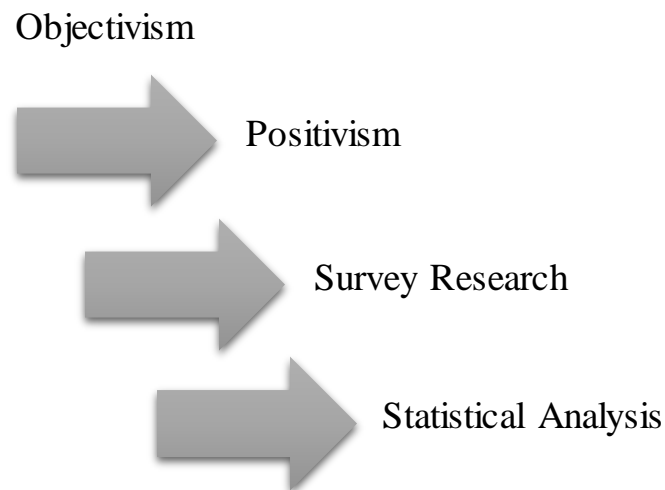 Objectivism
Positivism
Survey Research
Statistical Analysis